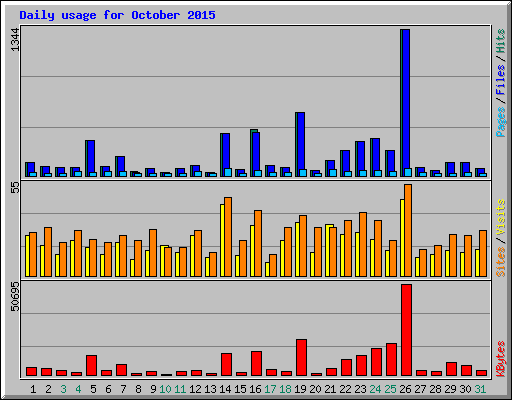 Daily usage for October 2015
1344
Pages / Files / Hits
55
Sites / Visits
50695
KBytes
1 2 3 4 5 6 7 8 9 10 11 12 13 14 15 16 17 18 19 20 21 22 23 24 25 26 27 28 29 30 31